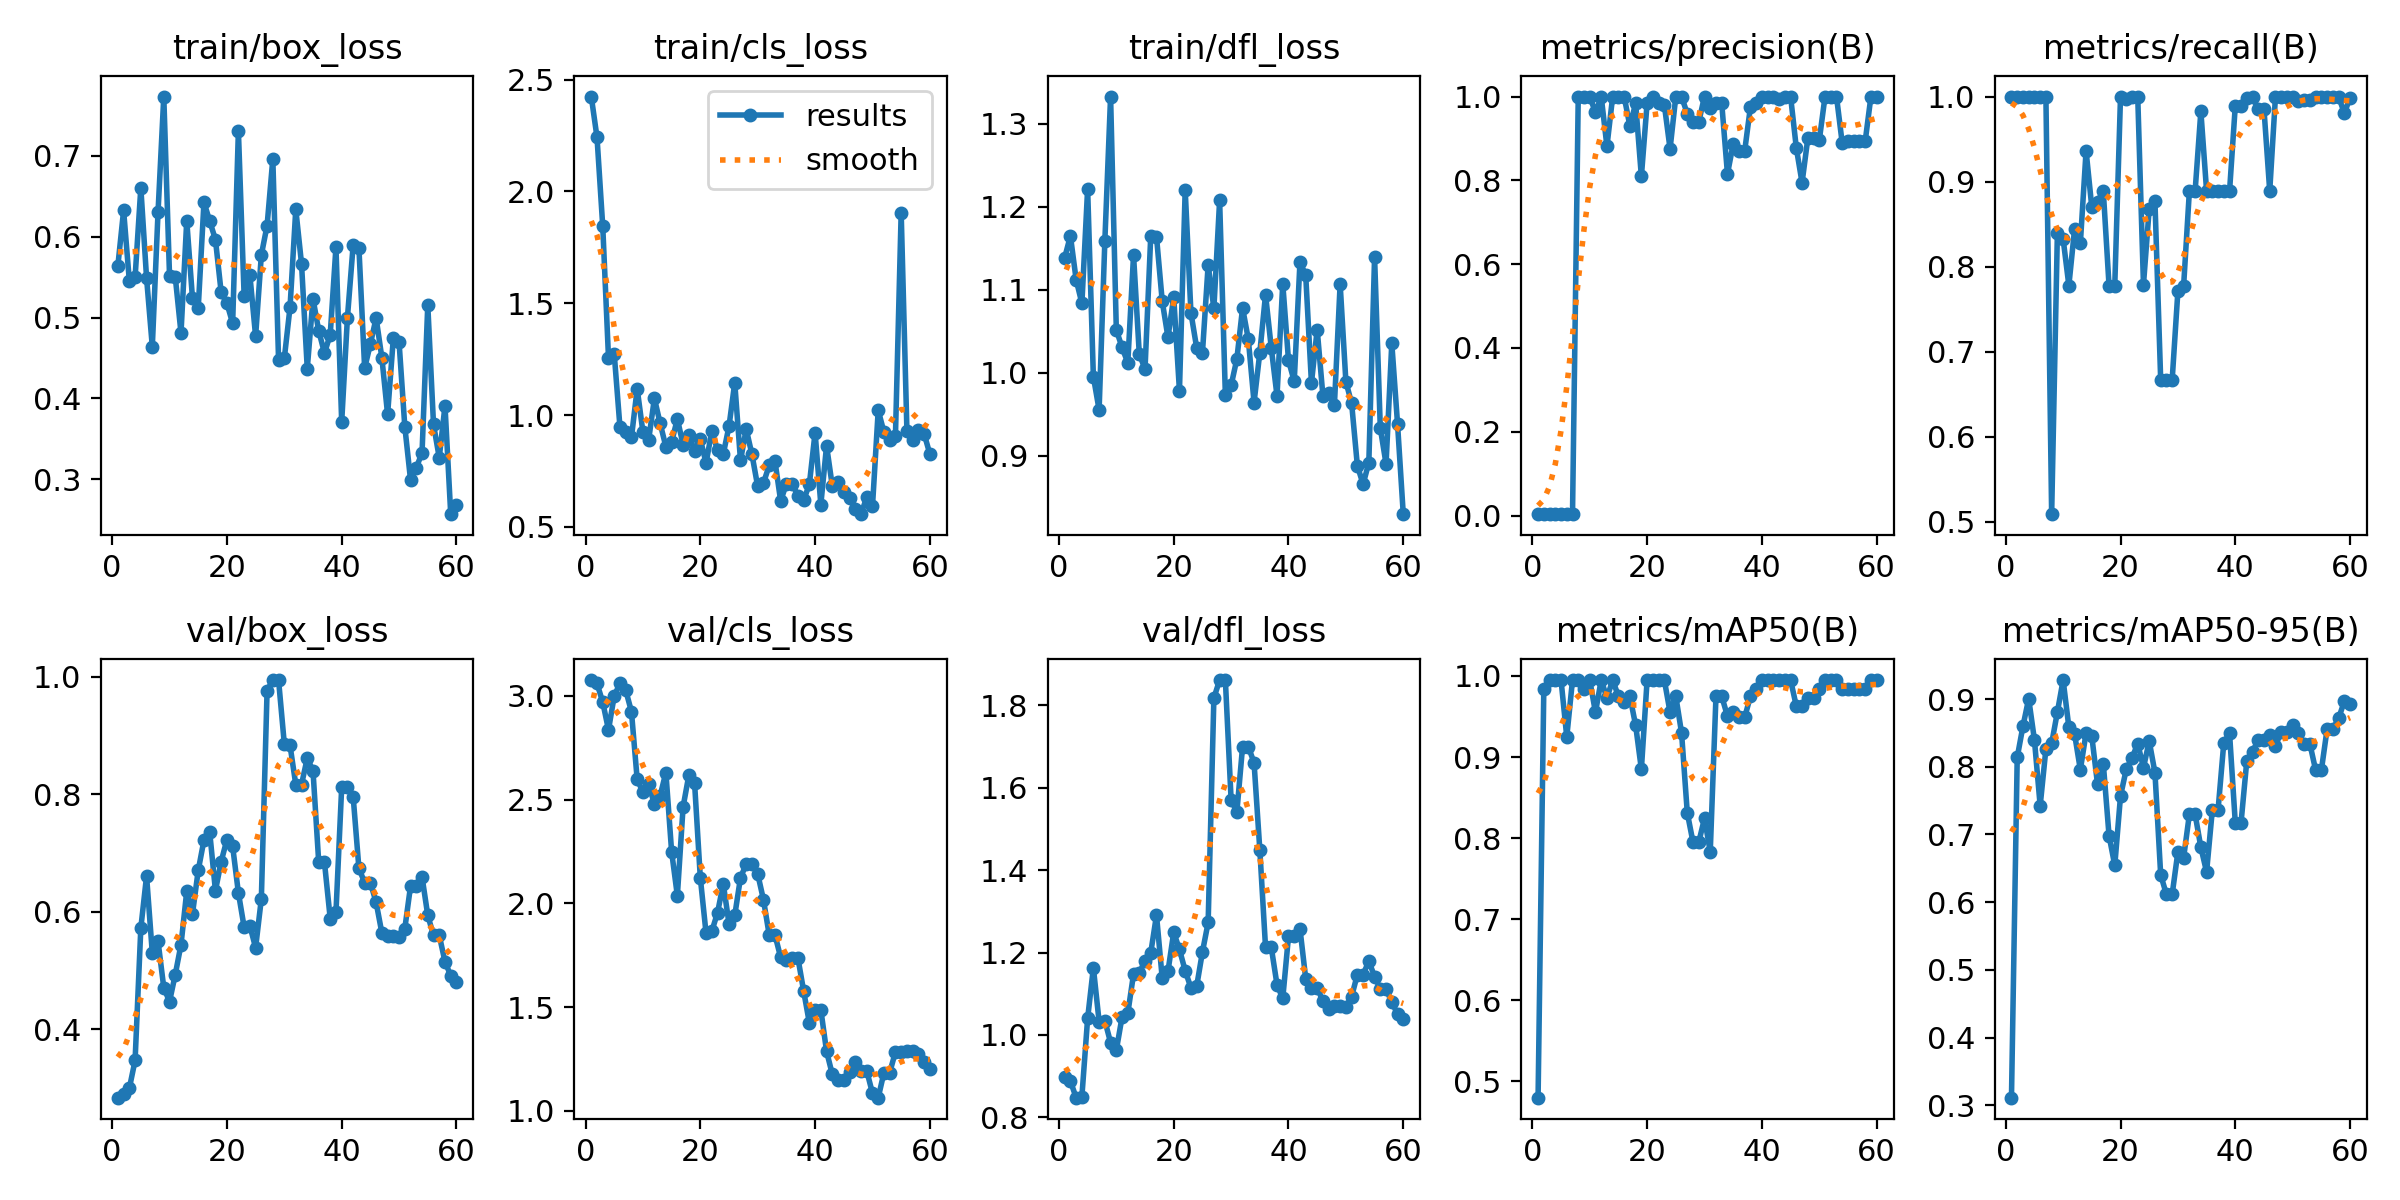 train/box_loss
train/cls_loss
train/dfl_loss
metrics/precision(B)
metrics/recall(B)
0.7
0.6
0.5
0.4
0.3
0 20 40 60
2.5
2.0
1.5
1.0
0.5
0 20 40 60
results
smooth
1.3
1.2
1.1
1.0
0.9
0 20 40 60
1.0
0.8
0.6
0.4
0.2
0.0
0 20 40 60
1.0
0.9
0.8
0.7
0.6
0.5
0 20 40 60
val/box_loss
val/cls_loss
val/dfl_loss
metrics/mAP50(B)
metrics/mAP50-95(B)
1.0
0.8
0.6
0.4
0 20 40 60
3.0
2.5
2.0
1.5
1.0
0 20 40 60
1.8
1.6
1.4
1.2
1.0
0.8
0 20 40 60
1.0
0.9
0.8
0.7
0.6
0.5
0 20 40 60
0.9
0.8
0.7
0.6
0.5
0.4
0.3
0 20 40 60